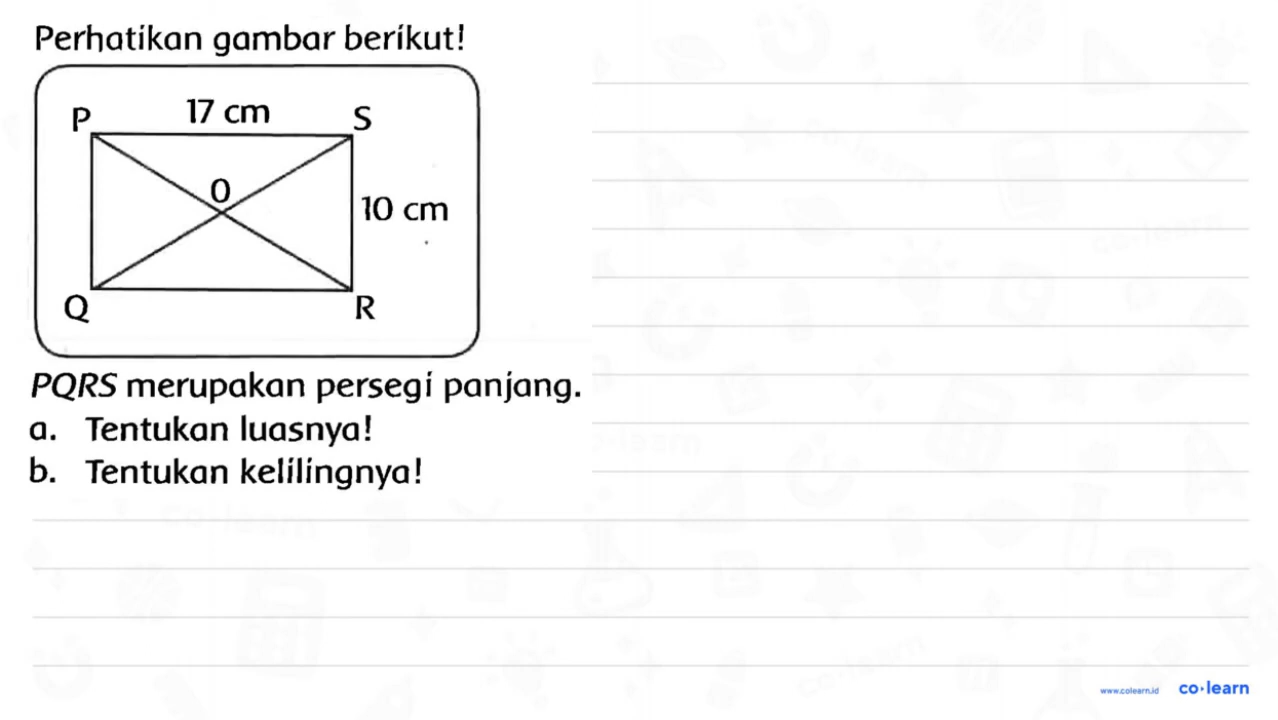 Perhatikan gambar berikut!
P 17 cm S
O
10 cm
Q R
PQRS merupakan persegi panjang.
a. Tentukan luasnya!
b. Tentukan kelilingnya!
www.colearn.id co·learn